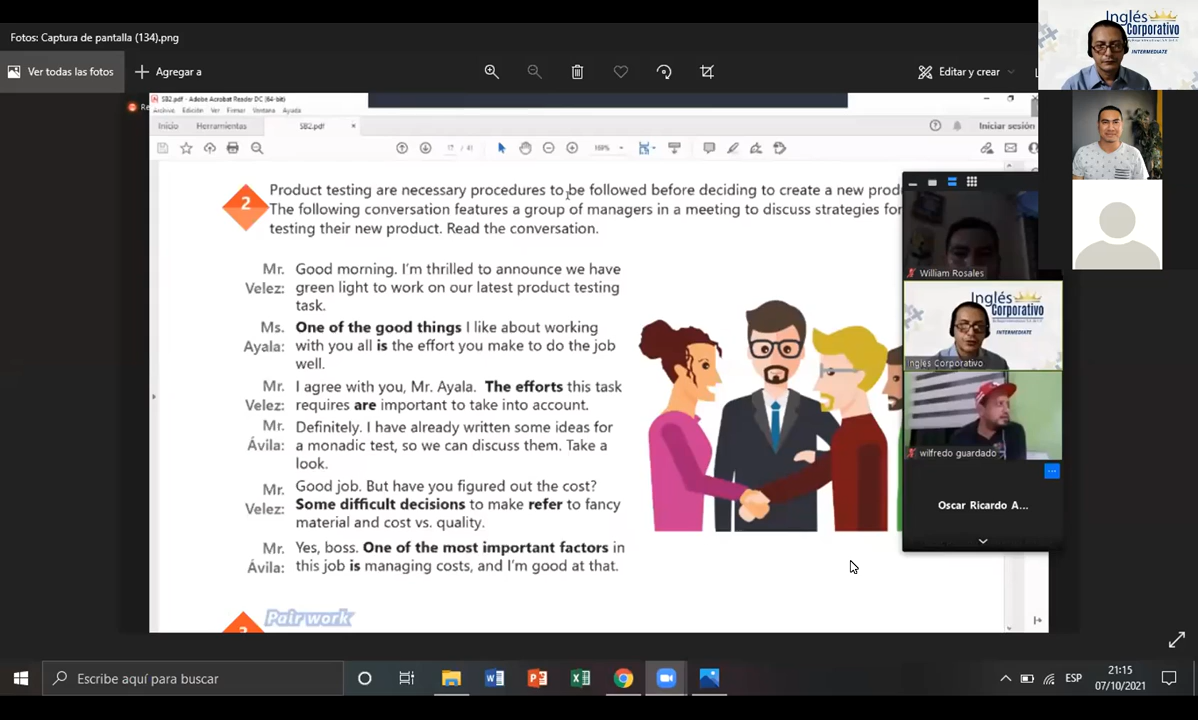 Fotos: Captura de pantalla (134).png
Ver todas las fotos
Agregar a
Editar y crear
Inglés
Corporativo
INTERMEDIATE
SB2.pdf - Adobe Acrobat Reader DC (64-bit)
Archivo Edición Ver Firmar Ventana Ayuda
Inicio Herramientas SB2.pdf Iniciar sesión
2
Product testing are necessary procedures to be followed before deciding to create a new
The following conversation features a group of managers in a meeting to discuss strategies for
testing their new product. Read the conversation.
Mr. Velez:
Good morning. I'm thrilled to announce we have
green light to work on our latest product testing
task.
Ms. Ayala:
One of the good things I like about working
with you all is the effort you make to do the job
well.
Mr. Velez:
I agree with you, Mr. Ayala. The efforts this task
requires are important to take into account.
Mr. Ávila:
Definitely. I have already written some ideas for
a monadic test, so we can discuss them. Take a
look.
Mr. Velez:
Good job. But have you figured out the cost?
Some difficult decisions to make refer to fancy
material and cost vs. quality.
Mr. Ávila:
Yes, boss. One of the most important factors in
this job is managing costs, and I'm good at that.
Pair work
William Rosales
Inglés
Corporativo
INTERMEDIATE
Inglés Corporativo
wilfredo guardado
Oscar Ricardo A...
Escribe aquí para buscar
ESP
21:15
07/10/2021